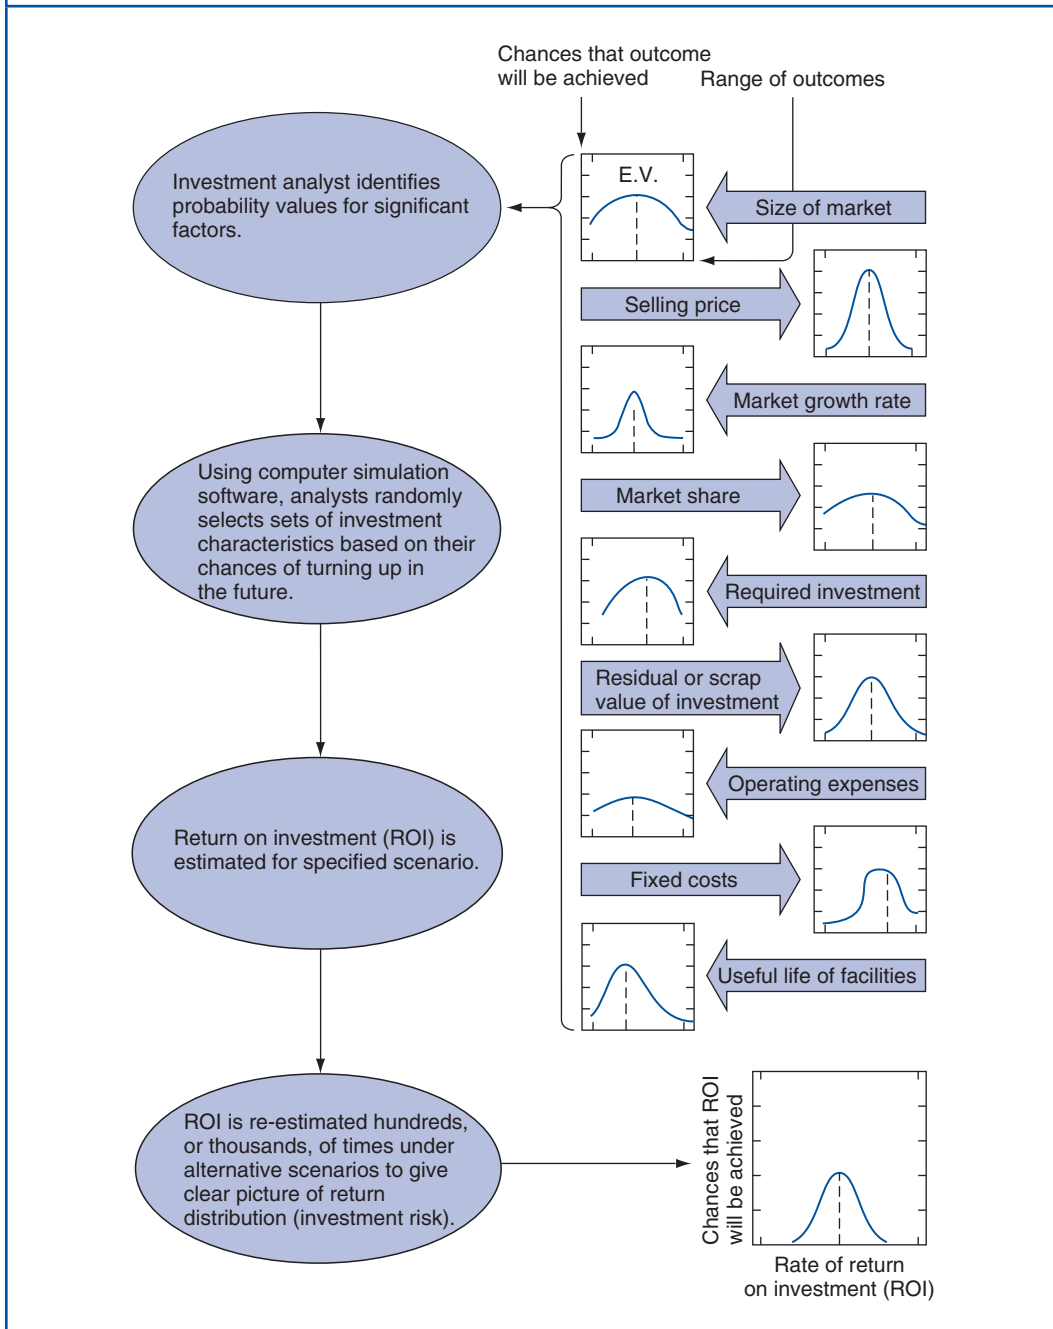 Chances that outcome
will be achieved
Range of outcomes
Investment analyst identifies
probability values for significant
factors.
E.V.
Size of market
Selling price
Market growth rate
Using computer simulation
software, analysts randomly
selects sets of investment
characteristics based on their
chances of turning up in
the future.
Market share
Required investment
Residual or scrap
value of investment
Operating expenses
Return on investment (ROI) is
estimated for specified scenario.
Fixed costs
Useful life of facilities
ROI is re-estimated hundreds,
or thousands, of times under
alternative scenarios to give
clear picture of return
distribution (investment risk).
Chances that ROI
will be achieved
Rate of return
on investment (ROI)